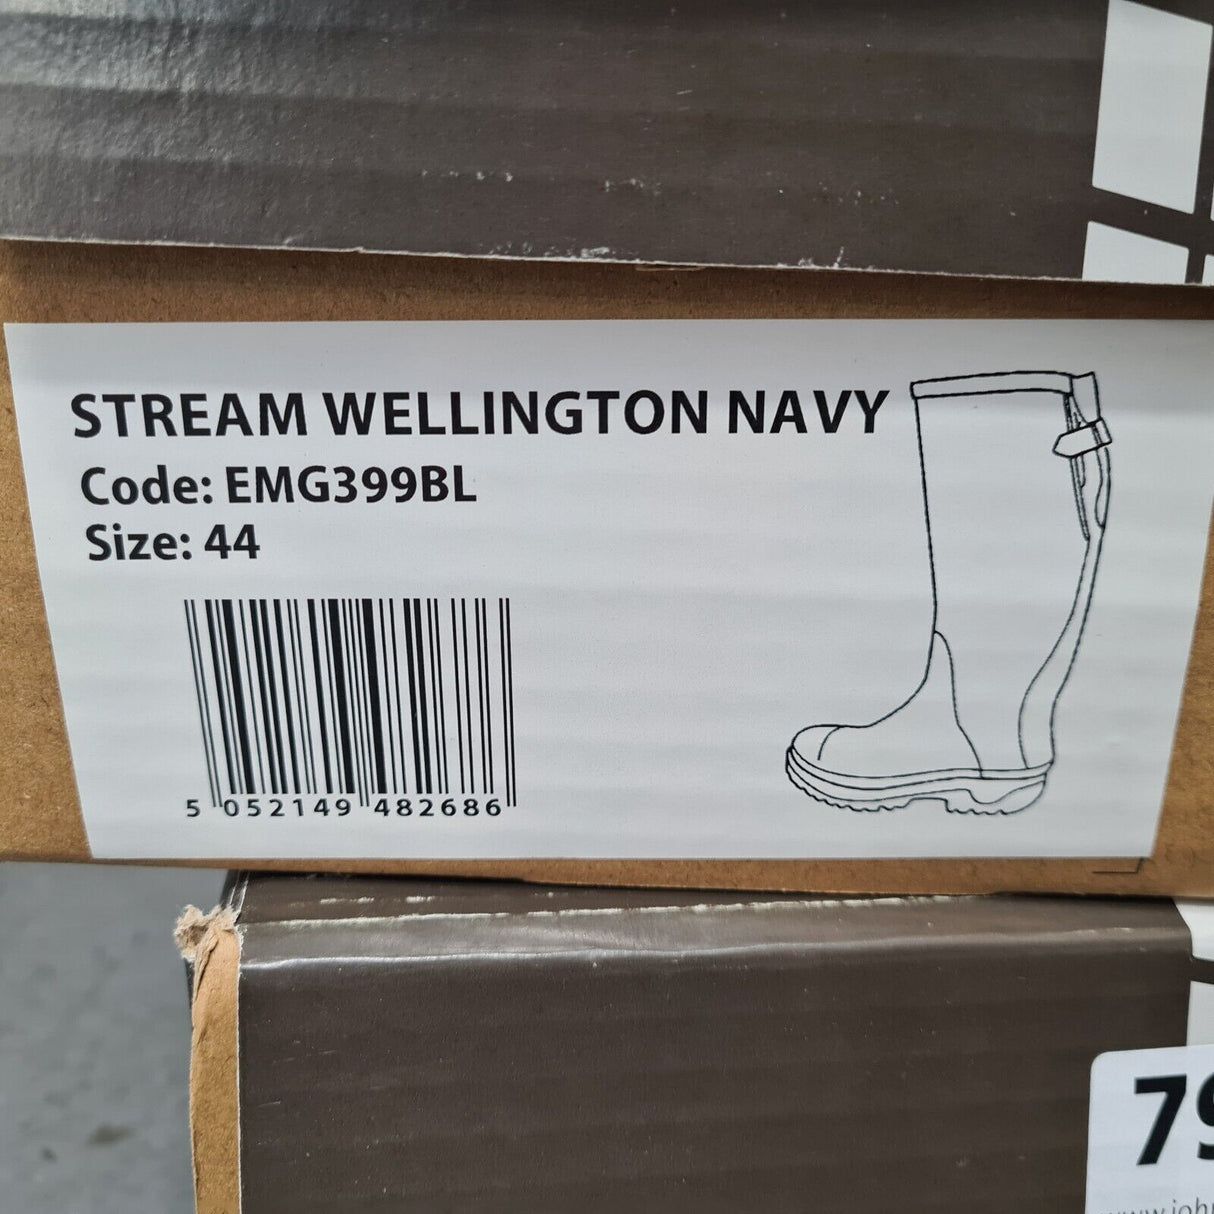 STREAM WELLINGTON NAVY
Code: EMG399BL
Size: 44
5 052149 482686
79